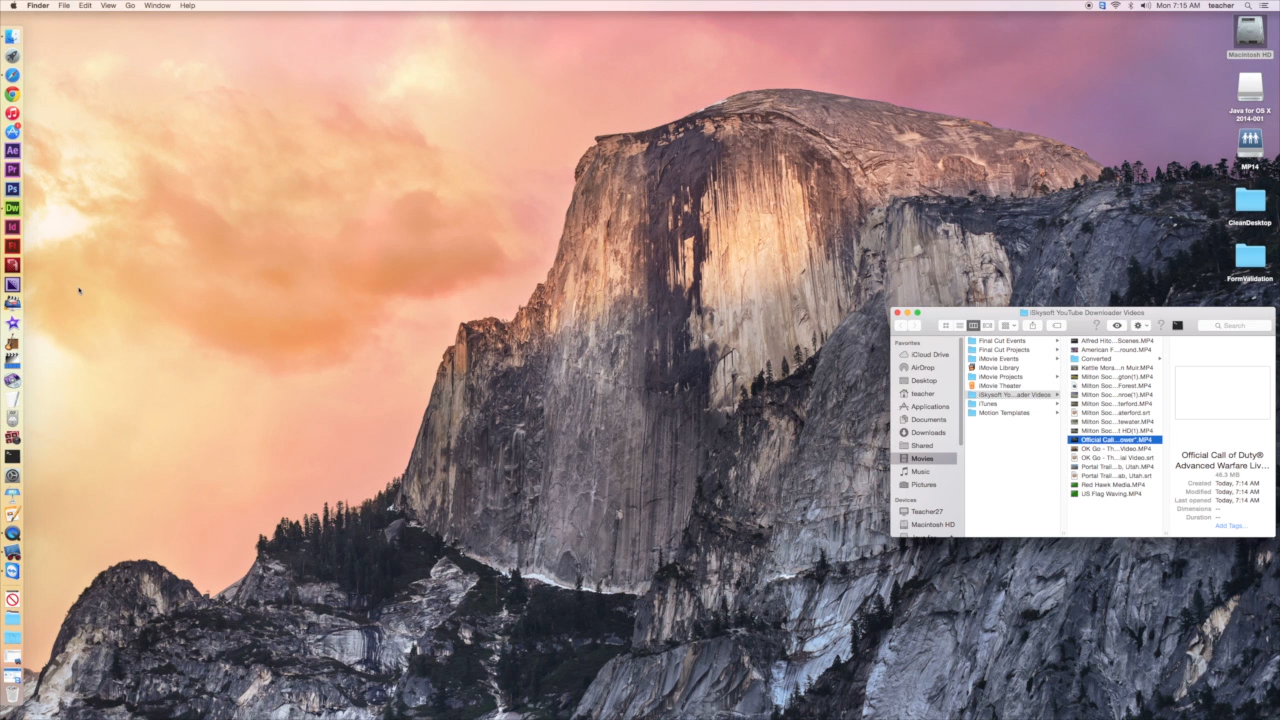 Finder File Edit View Go Window Help
Mon 7:15 AM teacher
Macintosh HD
Java for OS X
2014-001
MP14
CleanDesktop
FormValidation
Ae
Pr
Ps
Dw
Id
Fl
iSkysoft YouTube Downloader Videos
Search
Favorites
iCloud Drive
AirDrop
Desktop
teacher
Applications
Documents
Downloads
Shared
Movies
Music
Pictures
Devices
Teacher27
Macintosh HD
Final Cut Events
Final Cut Projects
iMovie Events
iMovie Library
iMovie Projects
iMovie Theater
iSkysoft Yo...ader Videos
iTunes
Motion Templates
Alfred Hitc...Scenes.MP4
American F...round.MP4
Converted
Kettle Mors...n Muir.MP4
Milton Soc...gton(1).MP4
Milton Soc...Forest.MP4
Milton Soc...nroe(1).MP4
Milton Soc...terford.MP4
Milton Soc...aterford.srt
Milton Soc...tewater.MP4
Milton Soc...t HD(1).MP4
Official Call...ower".MP4
OK Go - Th...Video.MP4
OK Go - Th...ial Video.srt
Portal Trail...b, Utah.MP4
Portal Trail...ab, Utah.srt
Red Hawk Media.MP4
US Flag Waving.MP4
Official Call of Duty®
Advanced Warfare Liv...
48.3 MB
Created Today, 7:14 AM
Modified Today, 7:14 AM
Last opened Today, 7:14 AM
Dimensions --
Duration --
Add Tags...